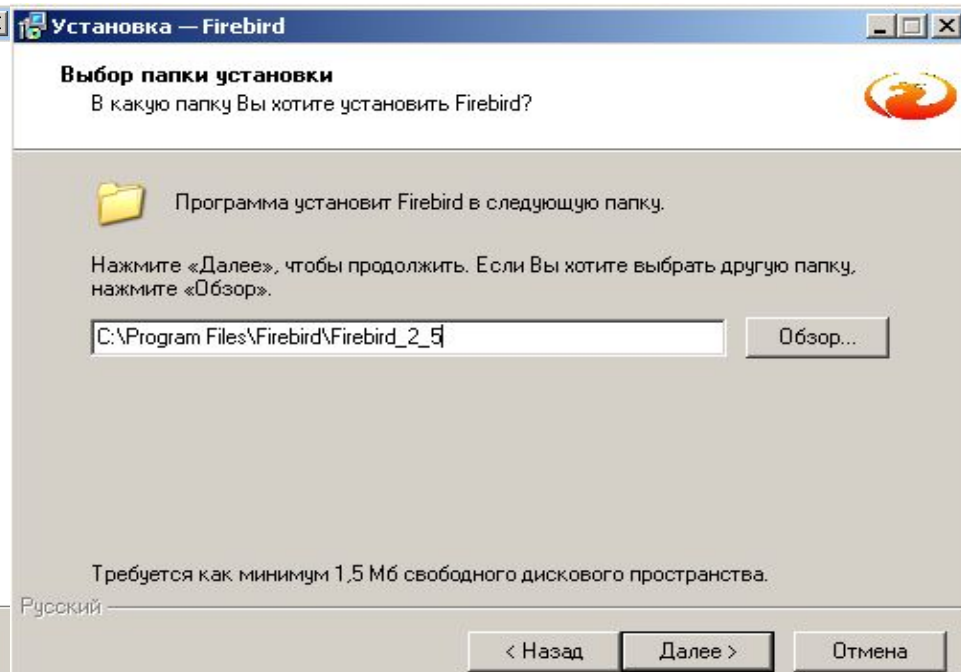 Установка — Firebird
Выбор папки установки
В какую папку Вы хотите установить Firebird?
Программа установит Firebird в следующую папку.
Нажмите «Далее», чтобы продолжить. Если Вы хотите выбрать другую папку,
нажмите «Обзор».
C:\Program Files\Firebird\Firebird_2_5
Обзор...
Требуется как минимум 1,5 Мб свободного дискового пространства.
Русский
< Назад
Далее >
Отмена